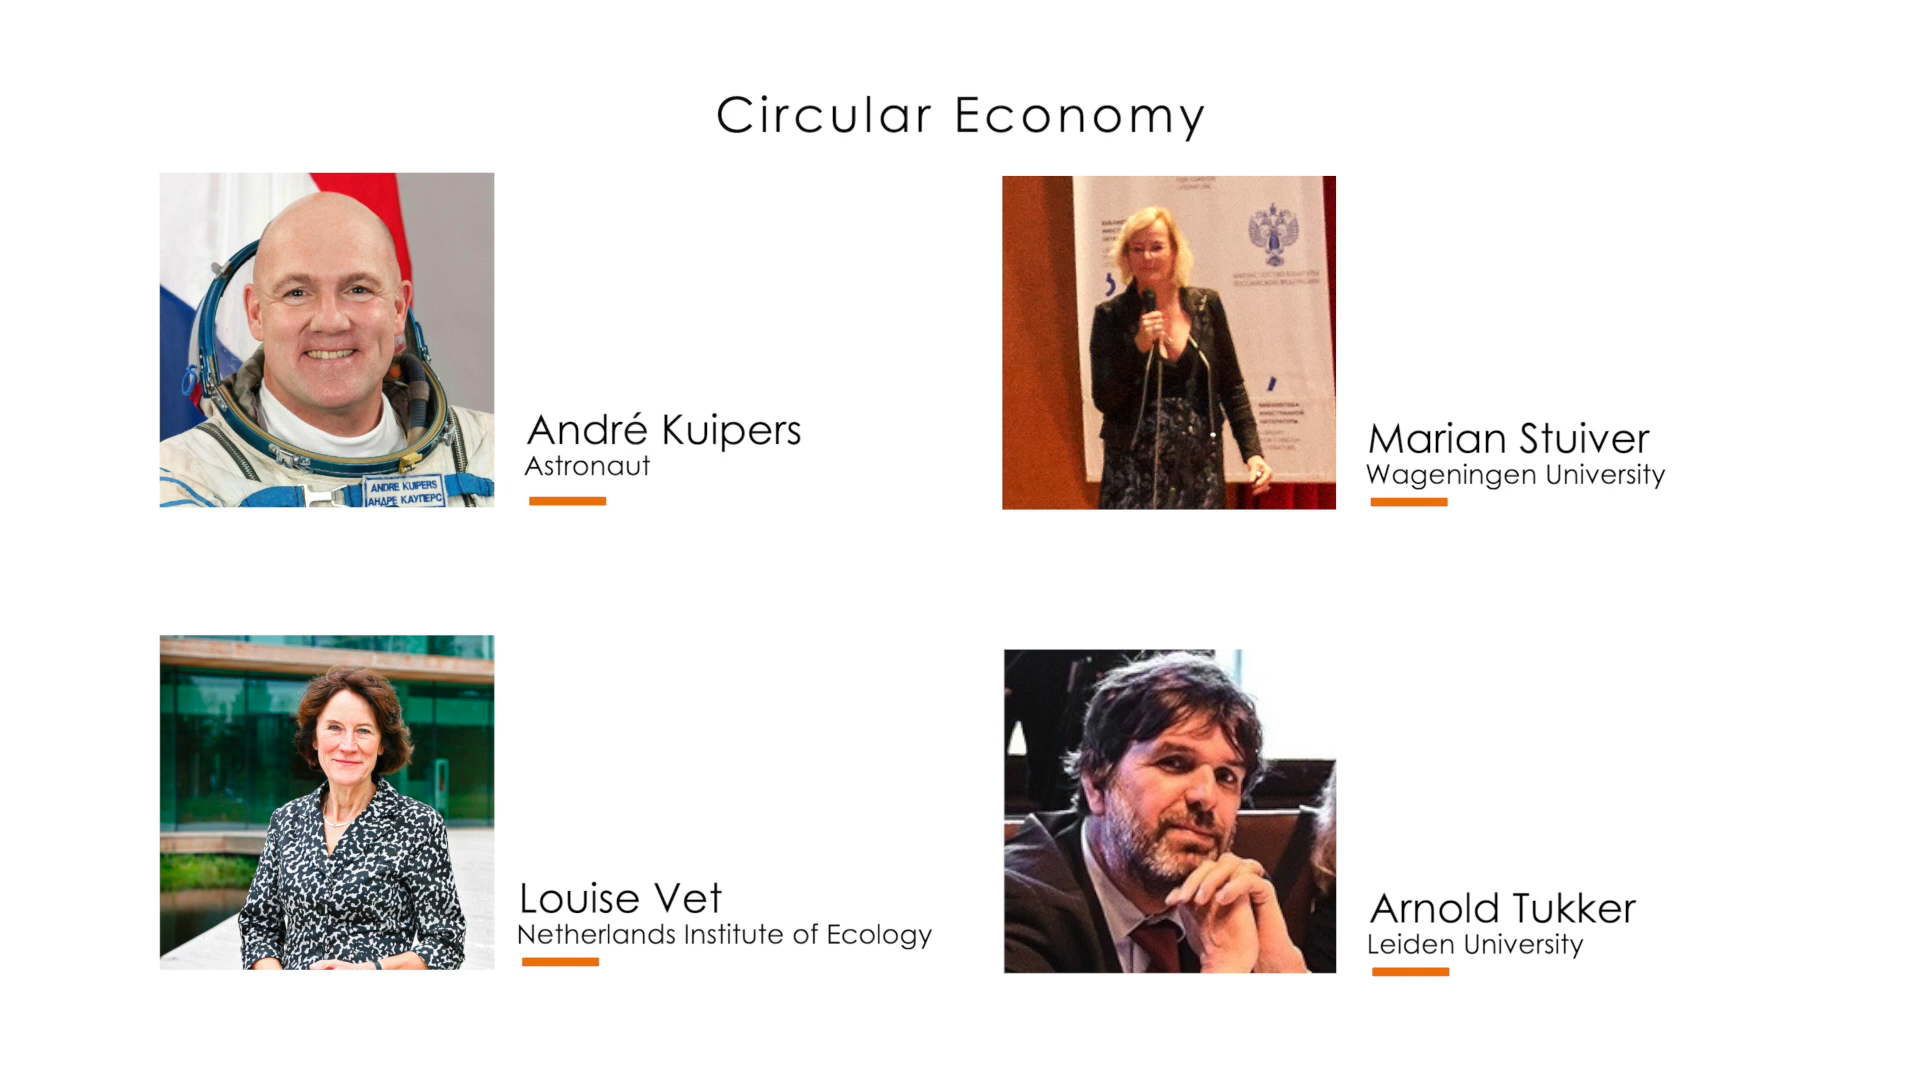 Circular Economy
ANDRE KUIPERS
АНДРЕ КАУПЕРС
André Kuipers
Astronaut
Marian Stuiver
Wageningen University
Louise Vet
Netherlands Institute of Ecology
Arnold Tukker
Leiden University